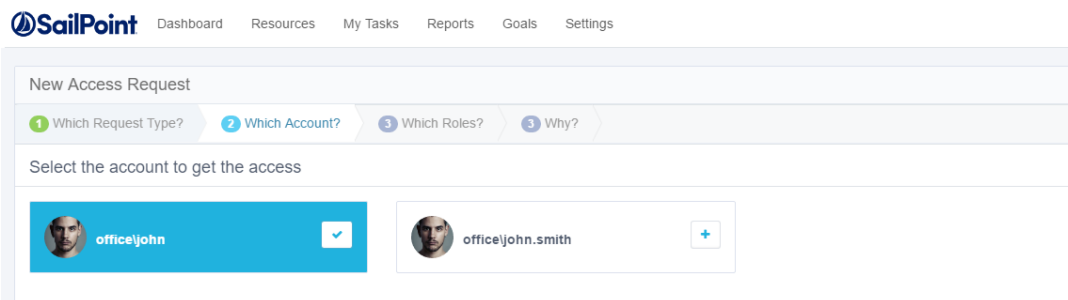 SailPoint Dashboard Resources My Tasks Reports Goals Settings
New Access Request
1 Which Request Type? 2 Which Account? 3 Which Roles? 3 Why?
Select the account to get the access
office\john office\john.smith